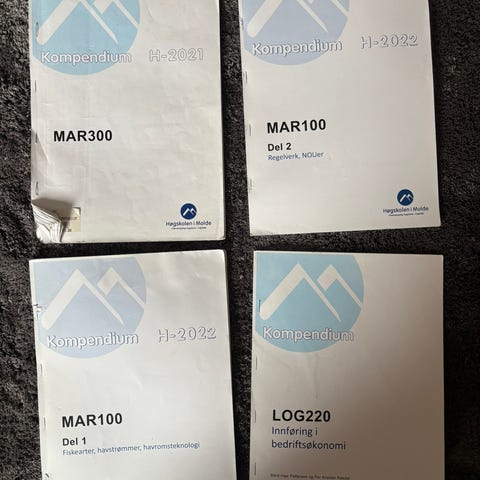 Kompendium H-2021
MAR300
Kompendium H-2022
MAR100
Del 2
Regelverk, NOUer
Høgskolen i Molde
Høgskolen i Molde
Kompendium H-2022
MAR100
Del 1
Fiskearter, havstrømmer, havromsteknologi
Kompendium
LOG220
Innføring i
bedriftsøkonomi